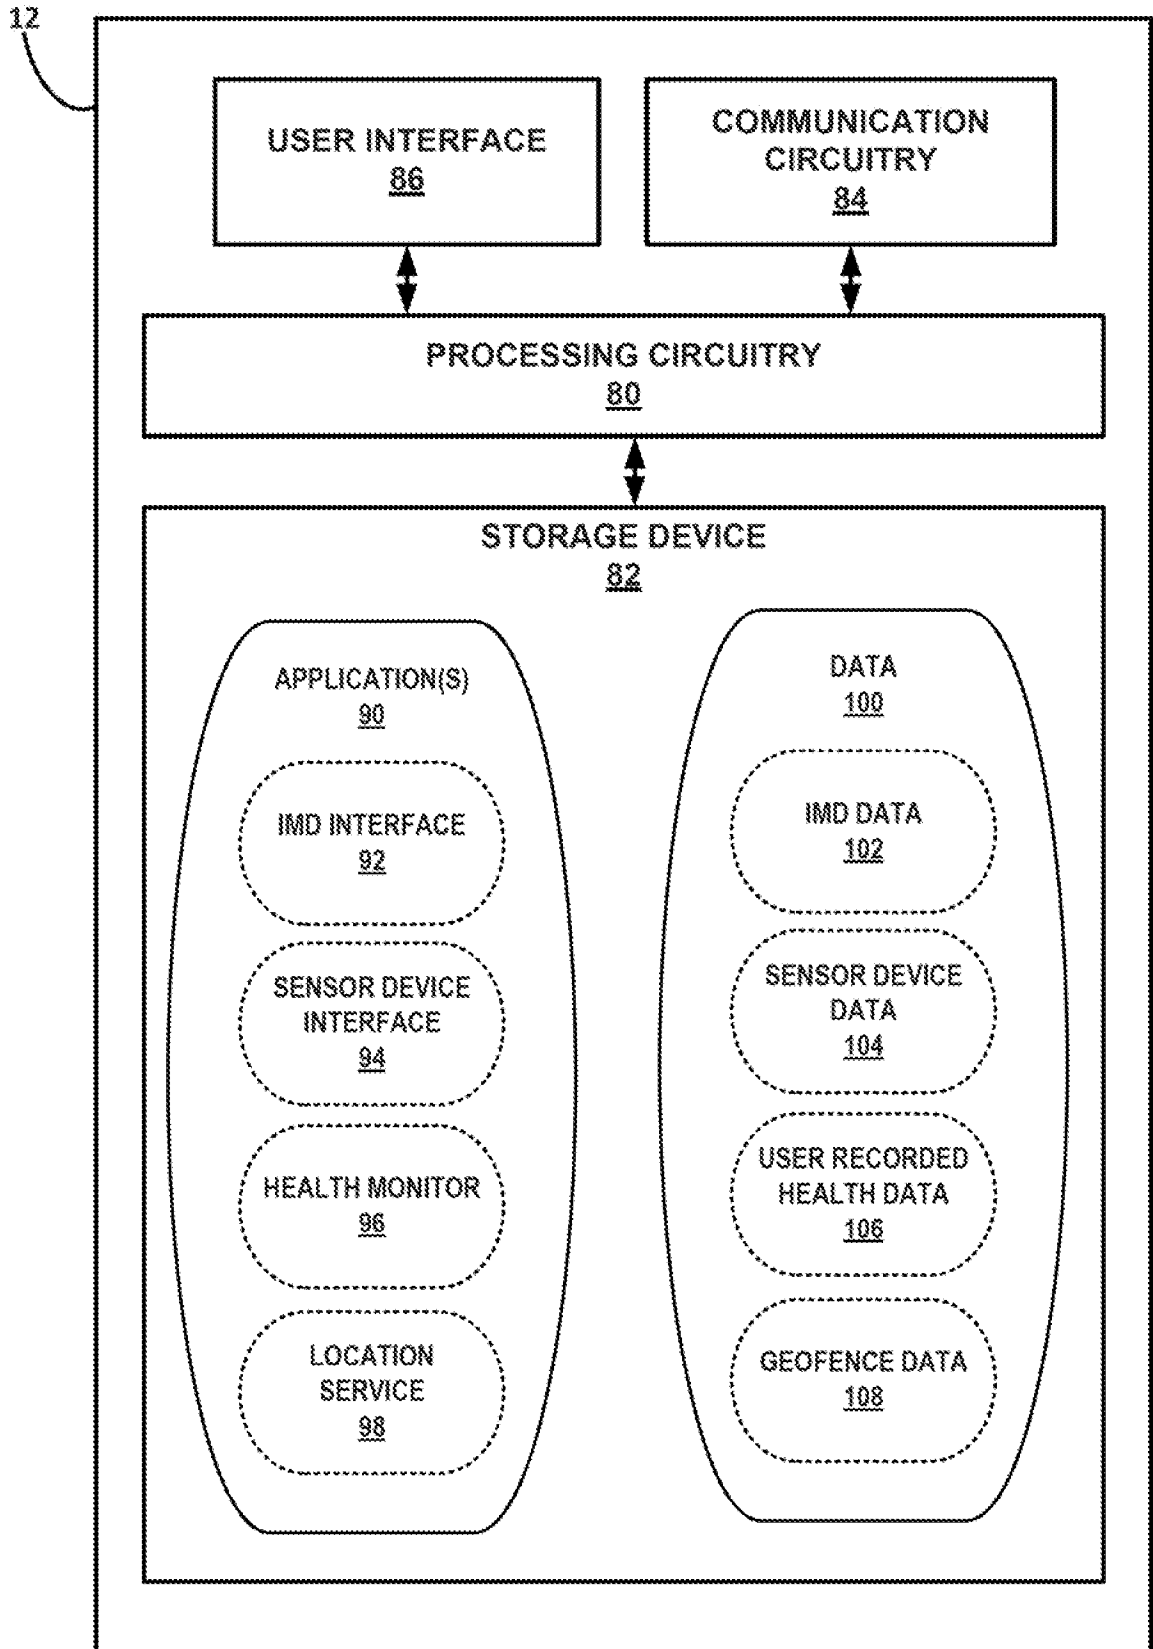 12
USER INTERFACE
86
COMMUNICATION
CIRCUITRY
84
PROCESSING CIRCUITRY
80
STORAGE DEVICE
82
APPLICATION(S)
90
IMD INTERFACE
92
SENSOR DEVICE
INTERFACE
94
HEALTH MONITOR
96
LOCATION
SERVICE
98
DATA
100
IMD DATA
102
SENSOR DEVICE
DATA
104
USER RECORDED
HEALTH DATA
106
GEOFENCE DATA
108